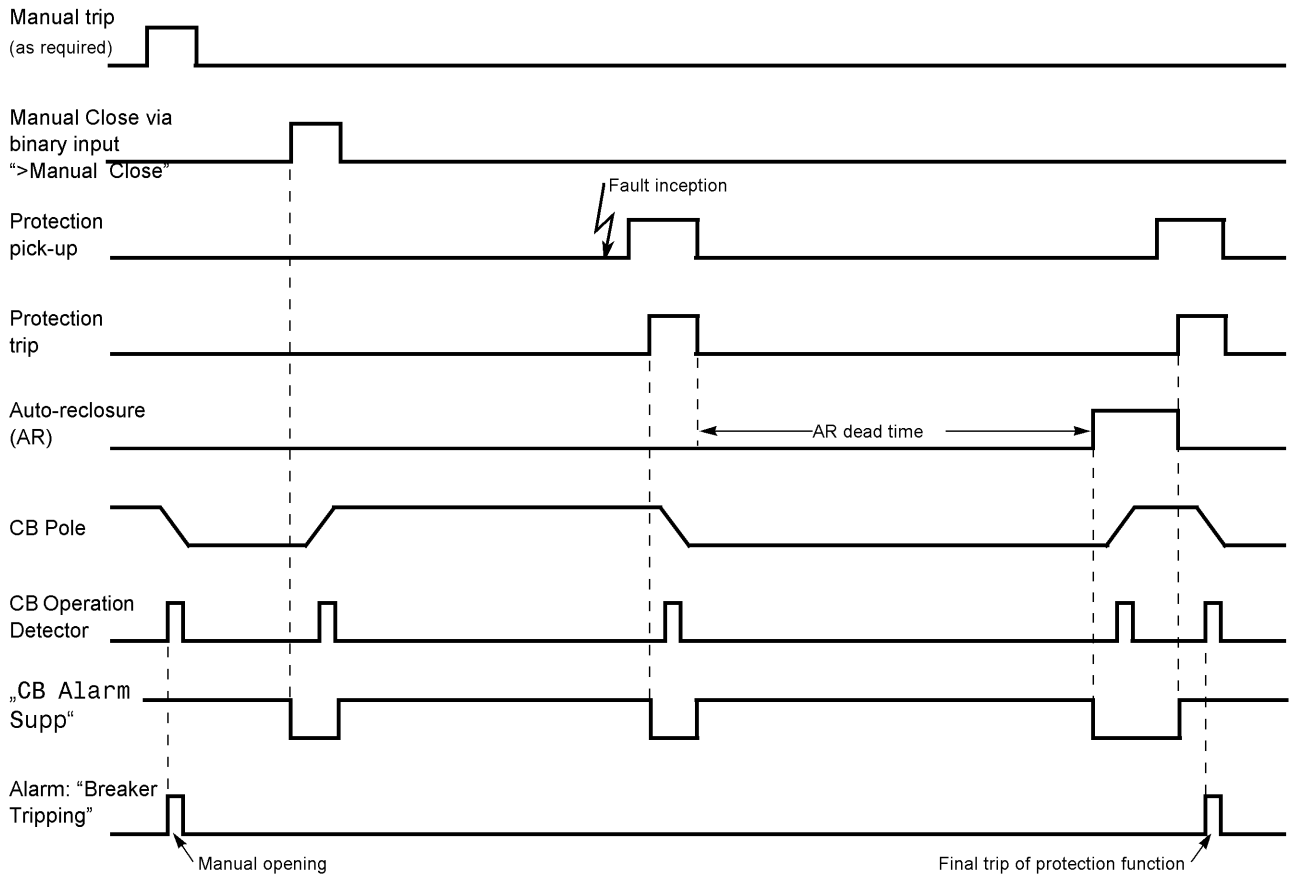 Manual trip
(as required)
Manual Close via
binary input
“>Manual Close”
Fault inception
Protection
pick-up
Protection
trip
Auto-reclosure
(AR)
AR dead time
CB Pole
CB Operation
Detector
„CB Alarm
Supp“
Alarm: “Breaker
Tripping”
Manual opening
Final trip of protection function